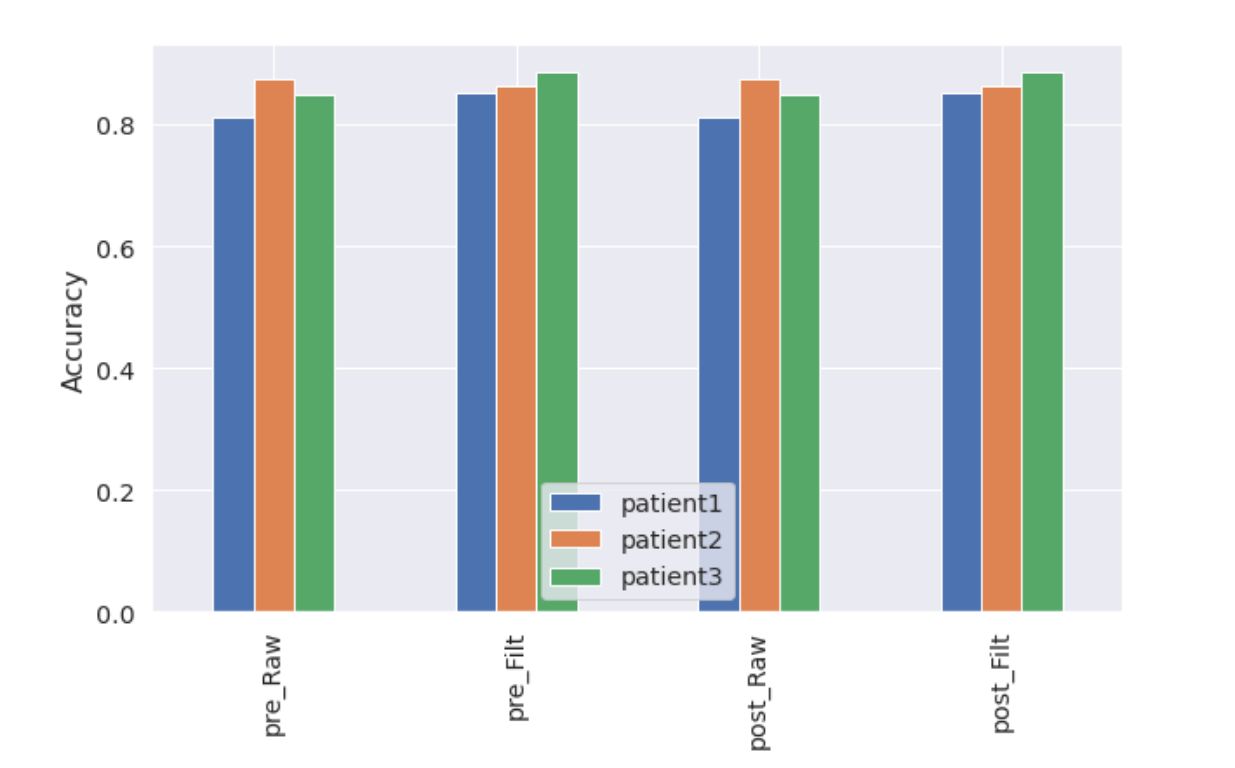 Accuracy
0.8
0.6
0.4
0.2
0.0
patient1
patient2
patient3
pre_Raw
pre_Filt
post_Raw
post_Filt